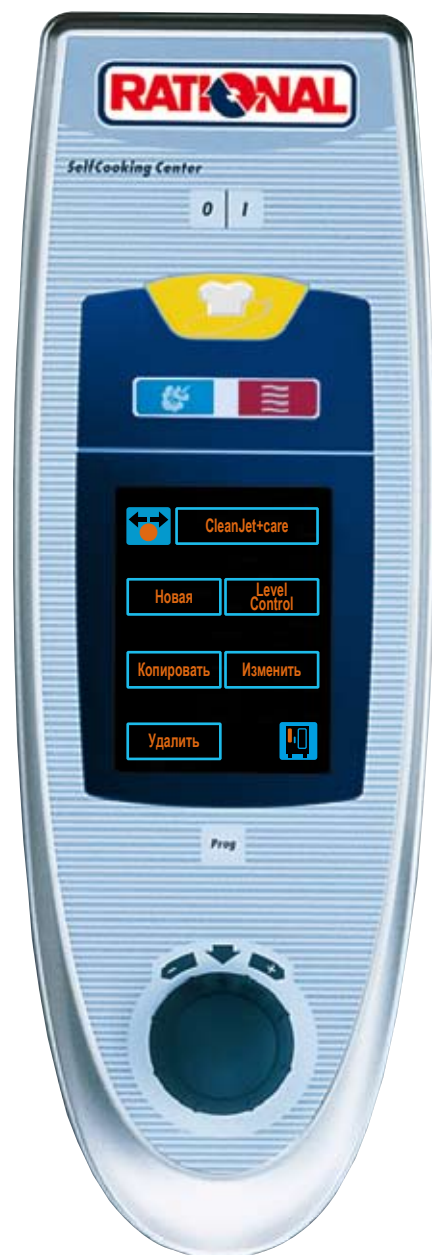 RATIONAL
SelfCooking Center
0 | I
CleanJet+care
Новая
Level
Control
Копировать
Изменить
Удалить
Prog
- +